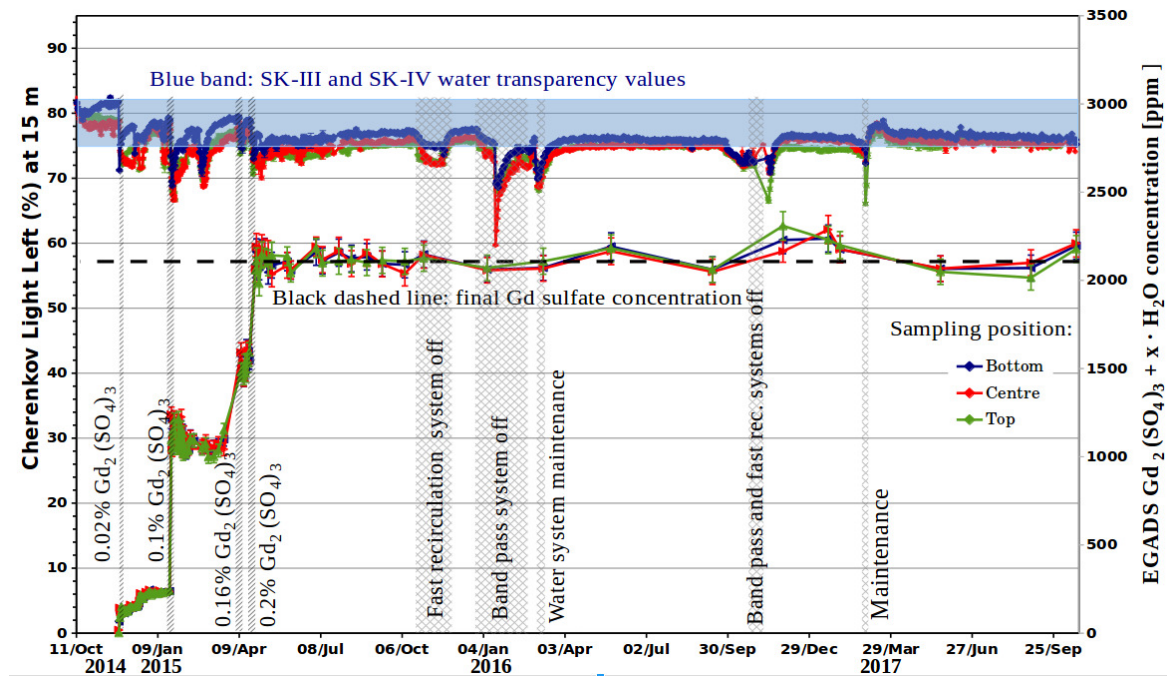 3500
90
Blue band: SK-III and SK-IV water transparency values
3000
80
70
2500
60
2000
Black dashed line: final Gd sulfate concentration
50
Sampling position:
Bottom
Centre
Top
40
1500
30
1000
20
500
10
0
0
Cherenkov Light Left (%) at 15 m
EGADS Gd2 (SO4)3 + x · H2O concentration [ppm ]
0.02% Gd2 (SO4)3
0.1% Gd2 (SO4)3
0.16% Gd2 (SO4)3
0.2% Gd2 (SO4)3
Fast recirculation system off
Band pass system off
Water system maintenance
Band pass and fast rec. systems off
Maintenance
11/Oct 09/Jan 09/Apr 08/Jul 06/Oct 04/Jan 03/Apr 02/Jul 30/Sep 29/Dec 29/Mar 27/Jun 25/Sep
2014 2015 2016 2017